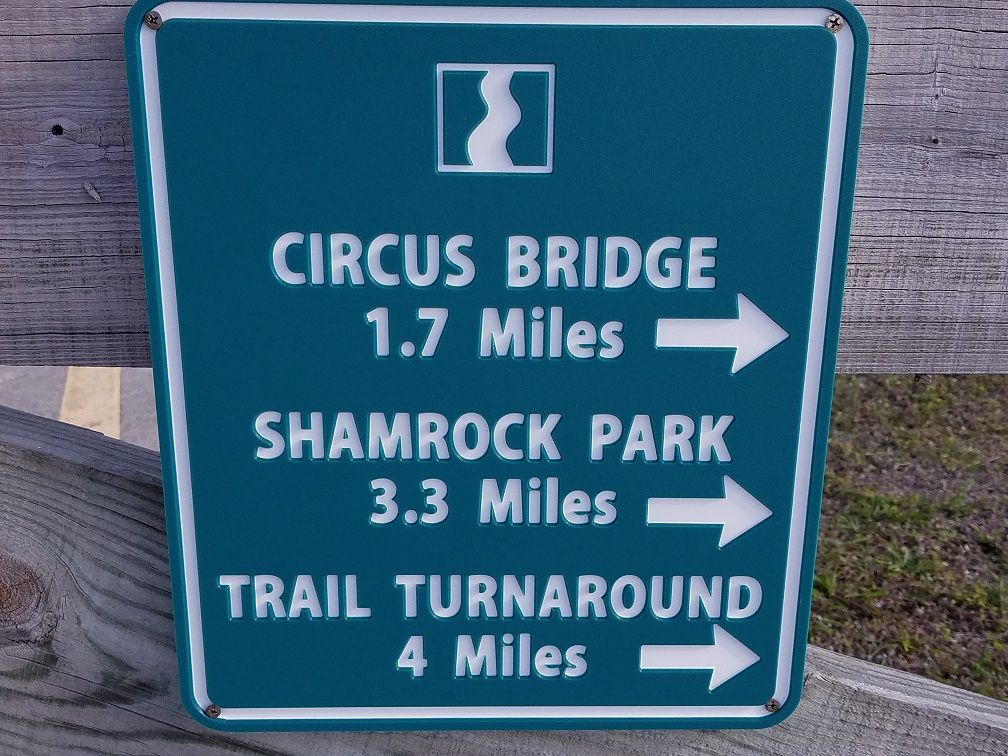 CIRCUS BRIDGE
1.7 Miles
SHAMROCK PARK
3.3 Miles
TRAIL TURNAROUND
4 Miles